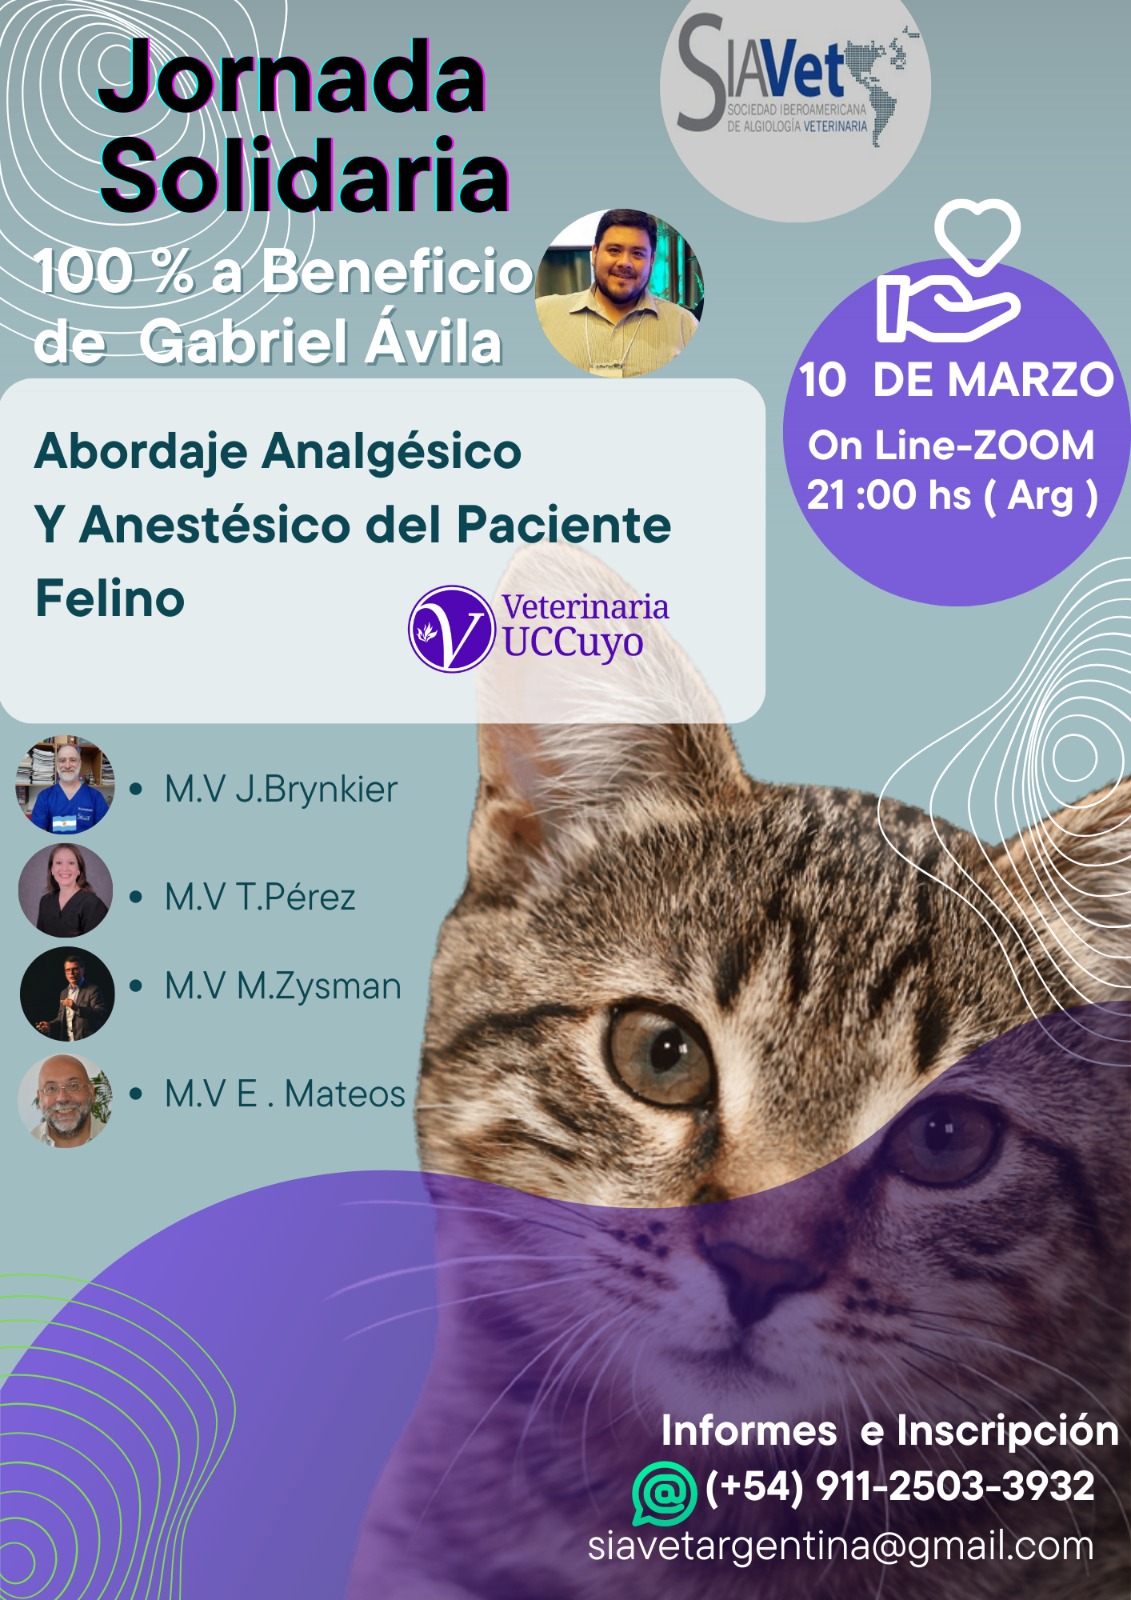 Jornada
Solidaria
SIAVet
SOCIEDAD IBEROAMERICANA
DE ALGIOLOGÍA VETERINARIA
100 % a Beneficio
de Gabriel Ávila
10 DE MARZO
On Line-ZOOM
21 :00 hs ( Arg )
Abordaje Analgésico
Y Anestésico del Paciente
Felino
V Veterinaria
UCCuyo
• M.V J.Brynkier
• M.V T.Pérez
• M.V M.Zysman
• M.V E . Mateos
Informes e Inscripción
@ (+54) 911-2503-3932
siavetargentina@gmail.com